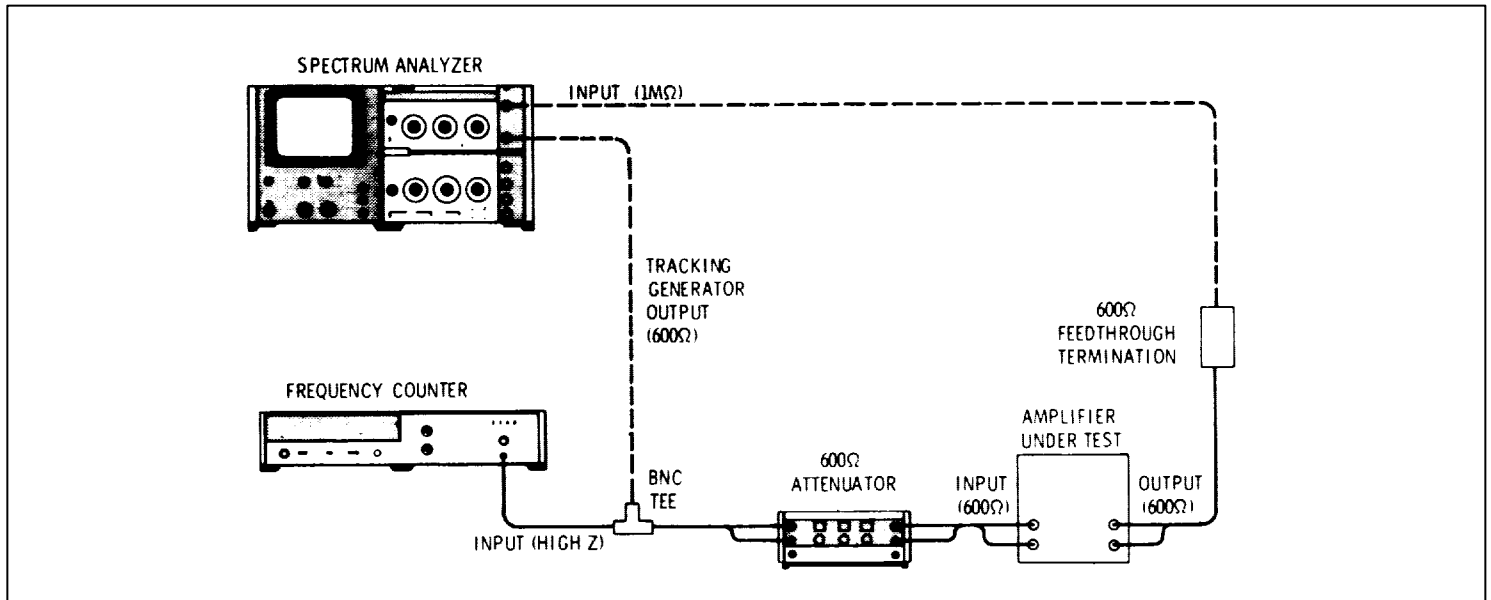 SPECTRUM ANALYZER
INPUT (1MΩ)
TRACKING
GENERATOR
OUTPUT
(600Ω)
600Ω
FEEDTHROUGH
TERMINATION
FREQUENCY COUNTER
AMPLIFIER
UNDER TEST
BNC
TEE
600Ω
ATTENUATOR
INPUT
(600Ω)
OUTPUT
(600Ω)
INPUT (HIGH Z)